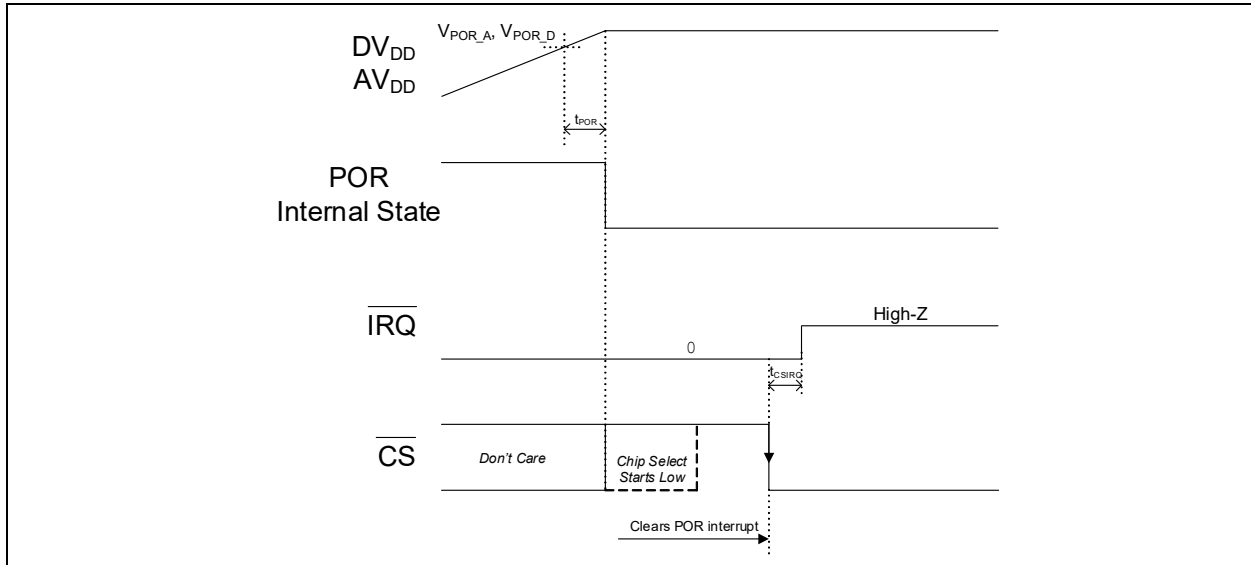 V_POR_A, V_POR_D
DV_DD
AV_DD
t_POR
POR
Internal State
IRQ
High-Z
0
t_CSIRQ
CS
Don't Care
Chip Select
Starts Low
Clears POR interrupt